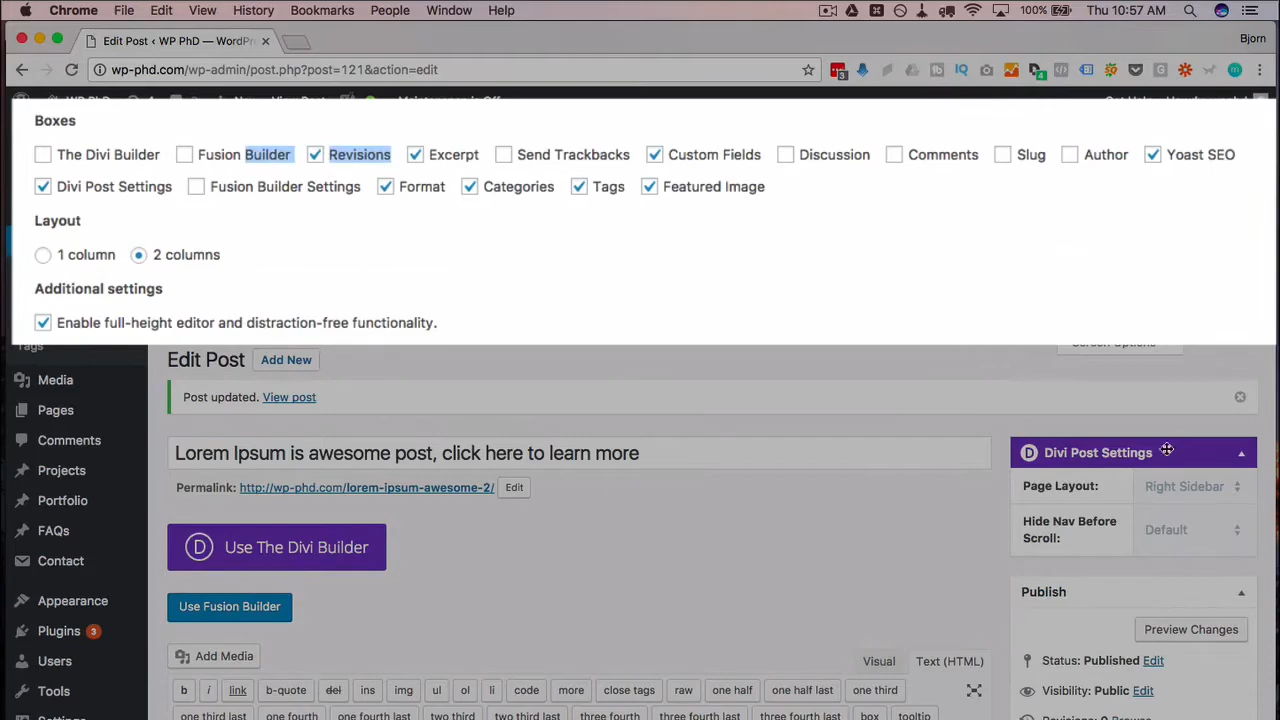 Chrome File Edit View History Bookmarks People Window Help 100% Thu 10:57 AM
Edit Post ‹ WP PhD — WordPr Bjorn
wp-phd.com/wp-admin/post.php?post=121&action=edit
Boxes
The Divi Builder Fusion Builder Revisions Excerpt Send Trackbacks Custom Fields Discussion Comments Slug Author Yoast SEO
Divi Post Settings Fusion Builder Settings Format Categories Tags Featured Image
Layout
1 column 2 columns
Additional settings
Enable full-height editor and distraction-free functionality.
Tags
Screen Options
Edit Post Add New
Media
Post updated. View post
Pages
Comments
Lorem Ipsum is awesome post, click here to learn more
Divi Post Settings
Projects
Permalink: http://wp-phd.com/lorem-ipsum-awesome-2/ Edit
Page Layout: Right Sidebar
Portfolio
Hide Nav Before
Scroll: Default
FAQs
Use The Divi Builder
Contact
Publish
Appearance
Use Fusion Builder
Plugins 3
Preview Changes
Users
Add Media Visual Text (HTML)
Status: Published Edit
Tools
b i link b-quote del ins img ul ol li code more close tags raw one half one half last one third
Visibility: Public Edit
one third last one fourth one fourth last two third two third last three fourth three fourth last box tooltip
Settings